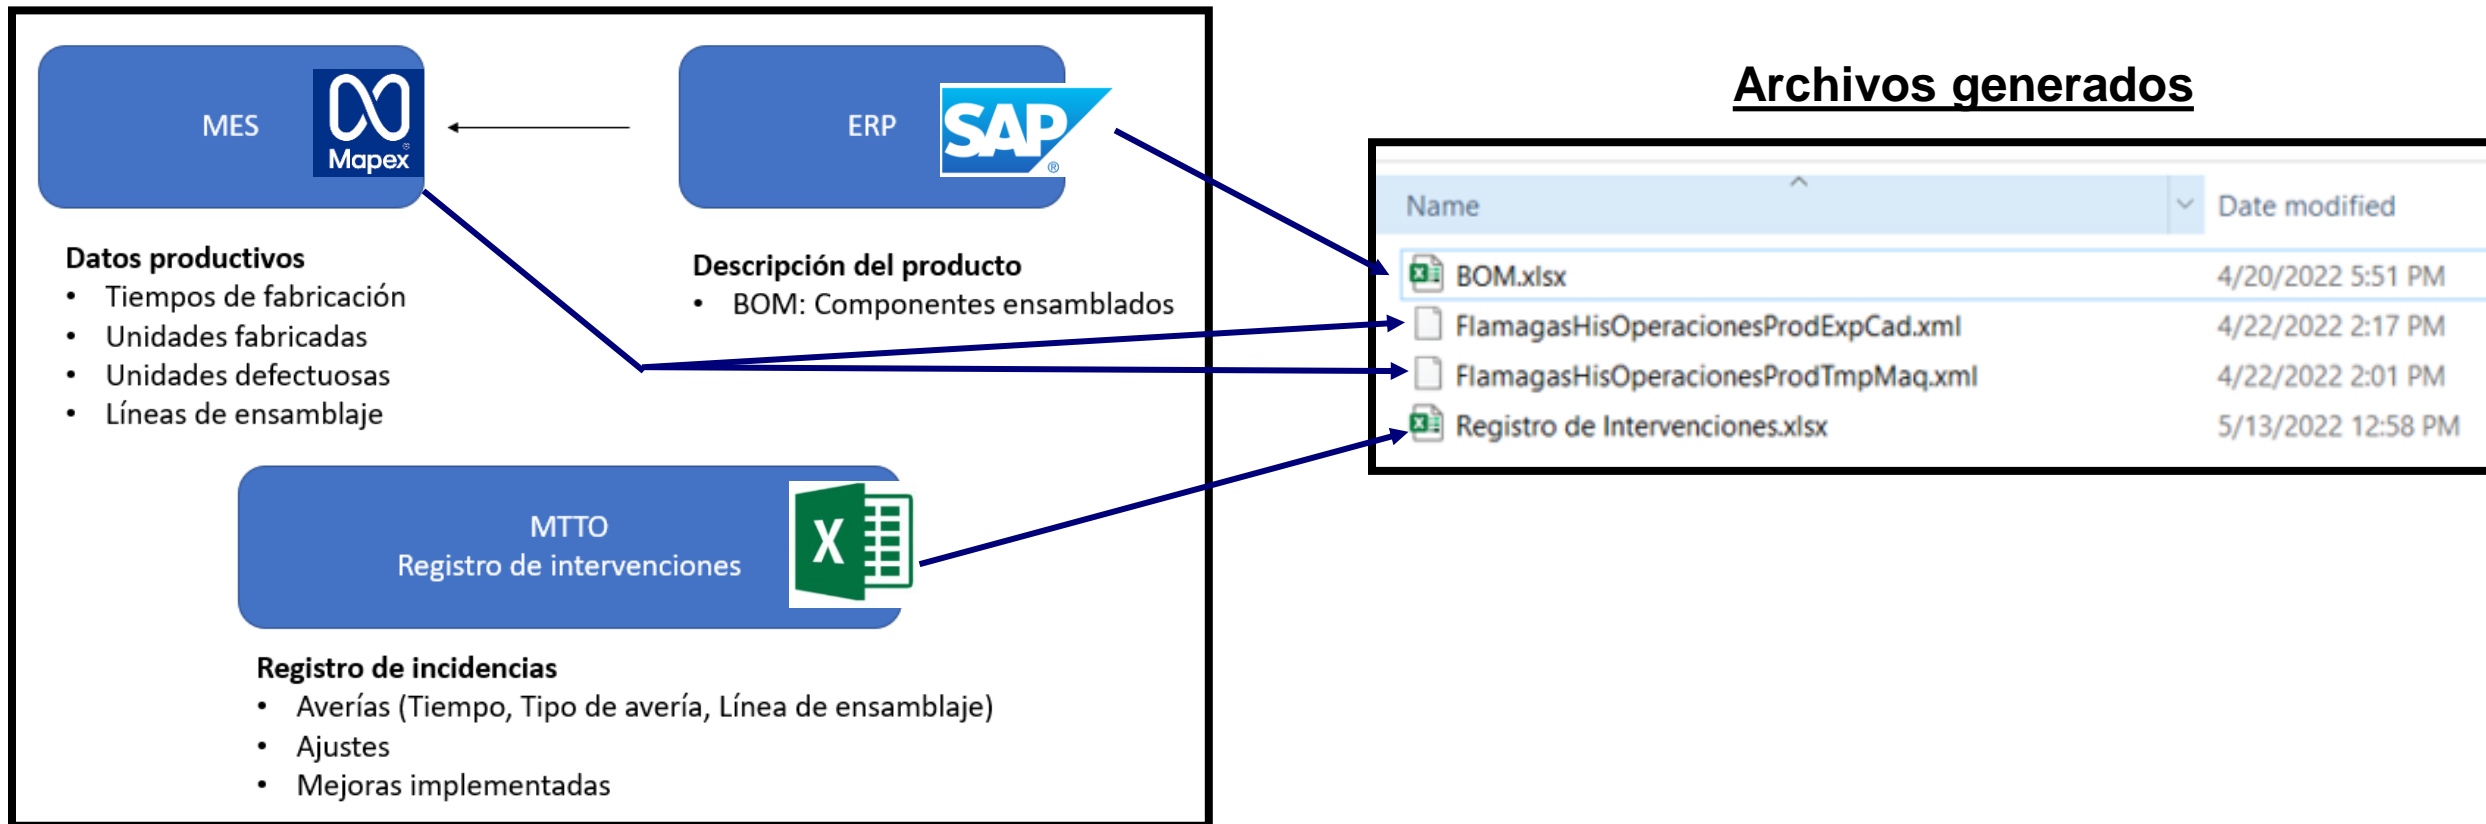 MES
Mapex
ERP
SAP
®
Datos productivos
• Tiempos de fabricación
• Unidades fabricadas
• Unidades defectuosas
• Líneas de ensamblaje
Descripción del producto
• BOM: Componentes ensamblados
MTTO
Registro de intervenciones
X
Registro de incidencias
• Averías (Tiempo, Tipo de avería, Línea de ensamblaje)
• Ajustes
• Mejoras implementadas
Archivos generados
Name Date modified
BOM.xlsx 4/20/2022 5:51 PM
FlamagasHisOperacionesProdExpCad.xml 4/22/2022 2:17 PM
FlamagasHisOperacionesProdTmpMaq.xml 4/22/2022 2:01 PM
Registro de Intervenciones.xlsx 5/13/2022 12:58 PM